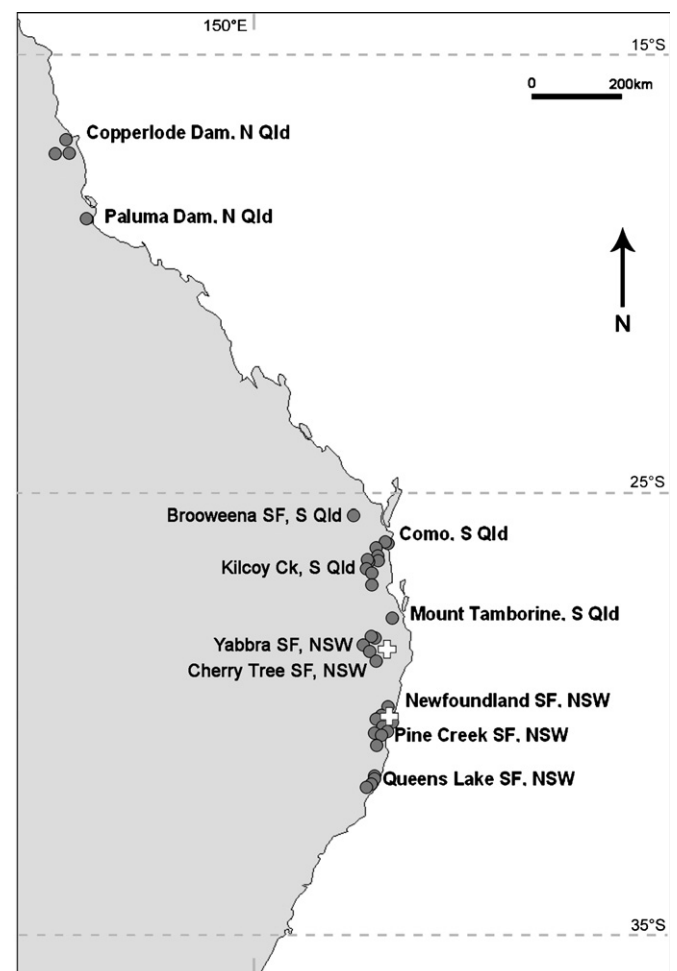 150°E
15°S
0 200km
Copperlode Dam. N Qld
Paluma Dam. N Qld
N
25°S
Brooweena SF, S Qld
Como. S Qld
Kilcoy Ck, S Qld
Mount Tamborine. S Qld
Yabbra SF, NSW
Cherry Tree SF, NSW
Newfoundland SF. NSW
Pine Creek SF. NSW
Queens Lake SF. NSW
35°S